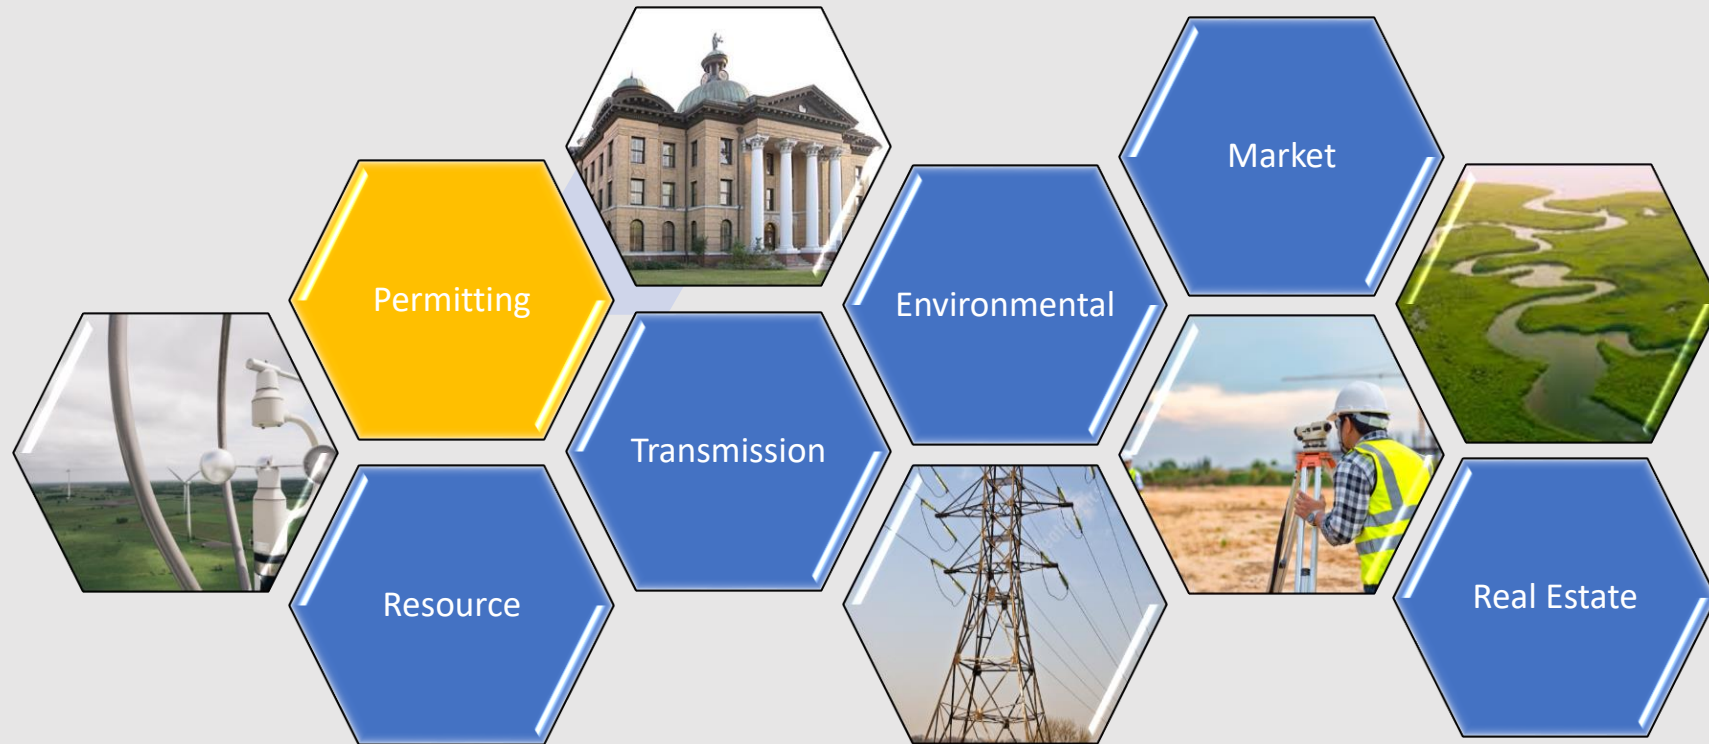 Permitting
Resource
Transmission
Environmental
Market
Real Estate